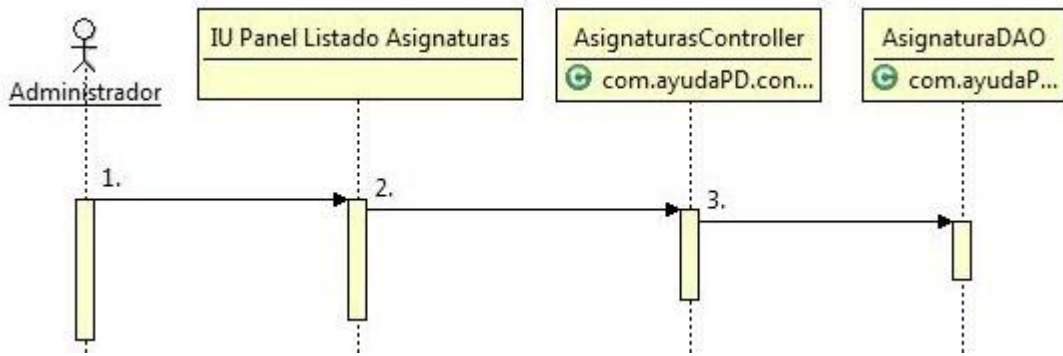 IU Panel Listado Asignaturas
AsignaturasController
com.ayudaPD.con...
AsignaturaDAO
com.ayudaP...
Administrador
1.
2.
3.